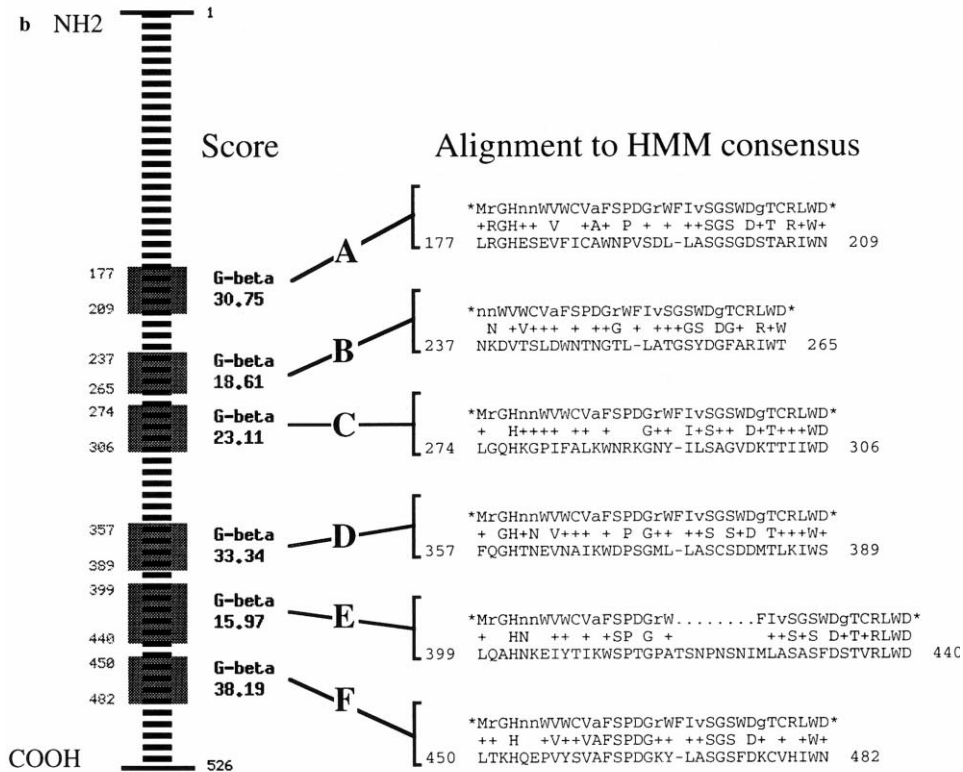 b NH2 1
Score Alignment to HMM consensus
*MrGHnnWVWCVaFSPDGrWFIvSGSWDgTCRLWD*
+RGH++ V +A+ P + + ++SGS D+T R+W+
A 177 LRGHESEVFICAWNPVSDL-LASGSGDSTARIWN 209
177 G-beta
209 30.75
*nnWVWCVaFSPDGrWFIvSGSWDgTCRLWD*
N +V+++ + ++G + +++GS DG+ R+W
B 237 NKDVTSLDWNTNGTL-LATGSYDGFARIWT 265
237 G-beta
265 18.61
*MrGHnnWVWCVaFSPDGrWFIvSGSWDgTCRLWD*
+ H++++ ++ + G++ I+S++ D+T+++WD
C 274 LGQHKGPIFALKWNRKGNY-ILSAGVDKTTIIWD 306
274 G-beta
306 23.11
*MrGHnnWVWCVaFSPDGrWFIvSGSWDgTCRLWD*
+ GH+N V+++ + P G ++S S+D T+++W+
D 357 FQGHTNEVNAIKWDPSGML-LASCSDDMTLKIWS 389
357 G-beta
389 33.34
*MrGHnnWVWCVaFSPDGrW........FIvSGSWDgTCRLWD*
+ HN ++ + +SP G + ++S+S D+T+RLWD
E 399 LQAHNKEIYTIKWSPTGPATSNPNSNIMLASASFDSTVRLWD 440
399 G-beta
440 15.97
*MrGHnnWVWCVaFSPDGrWFIvSGSWDgTCRLWD*
++ H +V++VAFSPDG++ ++SGS D+ + +W+
F 450 LTKHQEPVYSVAFSPDGKY-LASGSFDKCVHIWN 482
450 G-beta
482 38.19
COOH 526